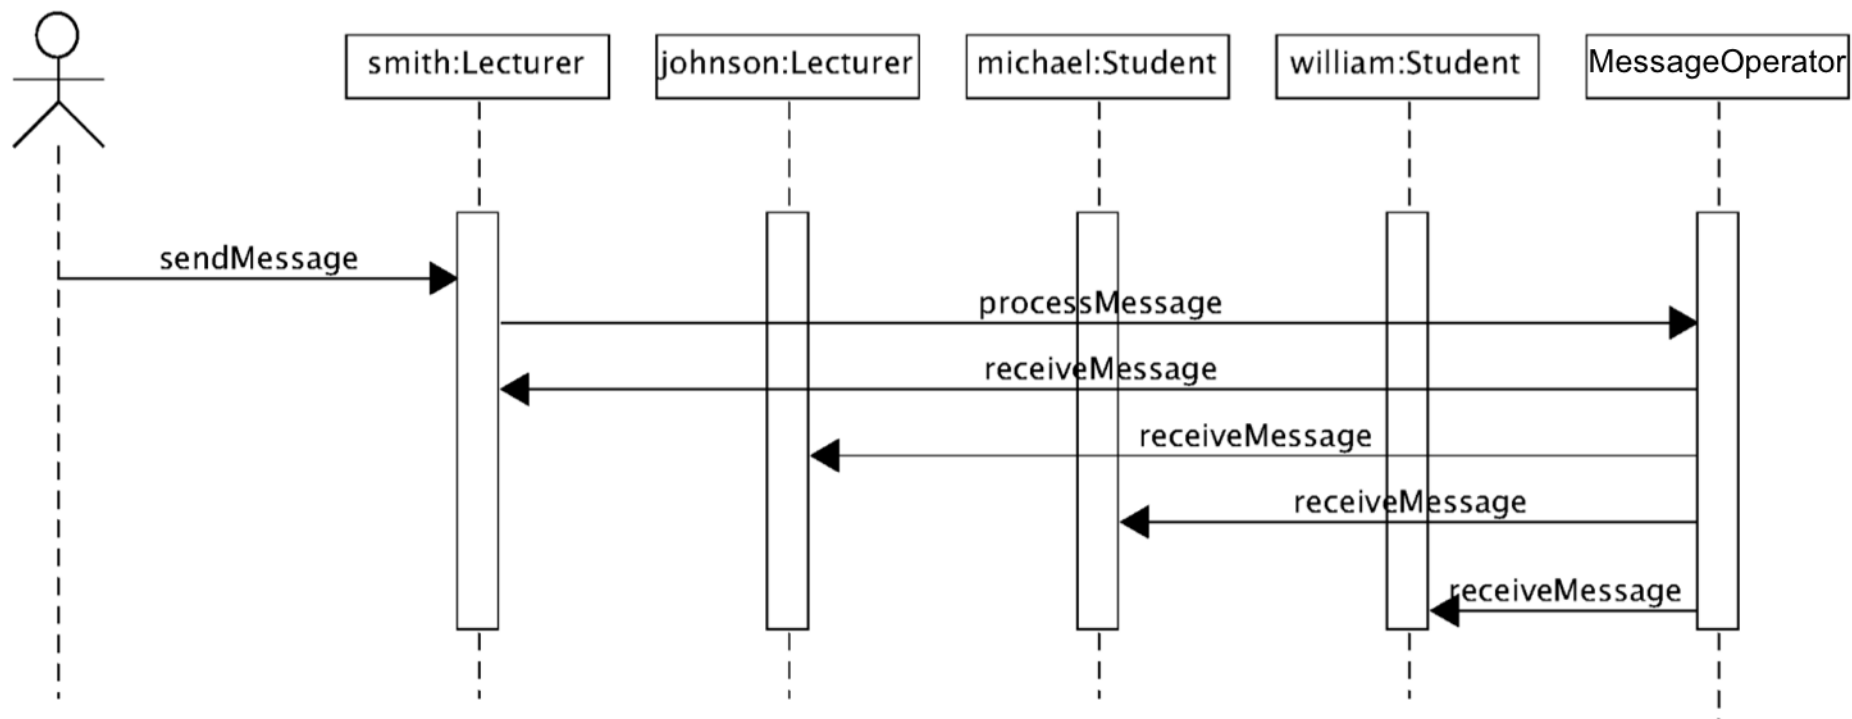 smith:Lecturer
johnson:Lecturer
michael:Student
william:Student
MessageOperator
sendMessage
processMessage
receiveMessage
receiveMessage
receiveMessage
receiveMessage